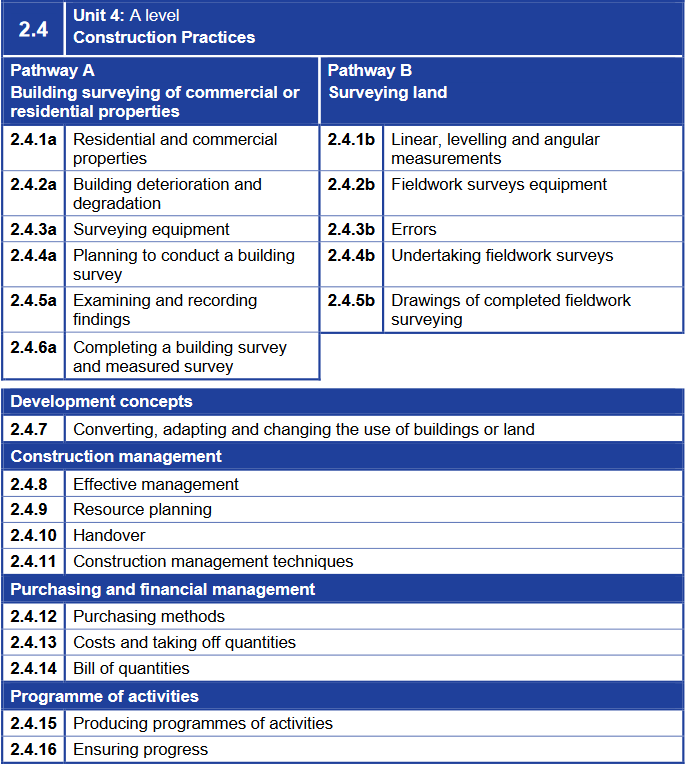 2.4
Unit 4: A level
Construction Practices
Pathway A
Building surveying of commercial or
residential properties
Pathway B
Surveying land
2.4.1a Residential and commercial
properties
2.4.1b Linear, levelling and angular
measurements
2.4.2a Building deterioration and
degradation
2.4.2b Fieldwork surveys equipment
2.4.3a Surveying equipment
2.4.3b Errors
2.4.4a Planning to conduct a building
survey
2.4.4b Undertaking fieldwork surveys
2.4.5a Examining and recording
findings
2.4.5b Drawings of completed fieldwork
surveying
2.4.6a Completing a building survey
and measured survey
Development concepts
2.4.7 Converting, adapting and changing the use of buildings or land
Construction management
2.4.8 Effective management
2.4.9 Resource planning
2.4.10 Handover
2.4.11 Construction management techniques
Purchasing and financial management
2.4.12 Purchasing methods
2.4.13 Costs and taking off quantities
2.4.14 Bill of quantities
Programme of activities
2.4.15 Producing programmes of activities
2.4.16 Ensuring progress